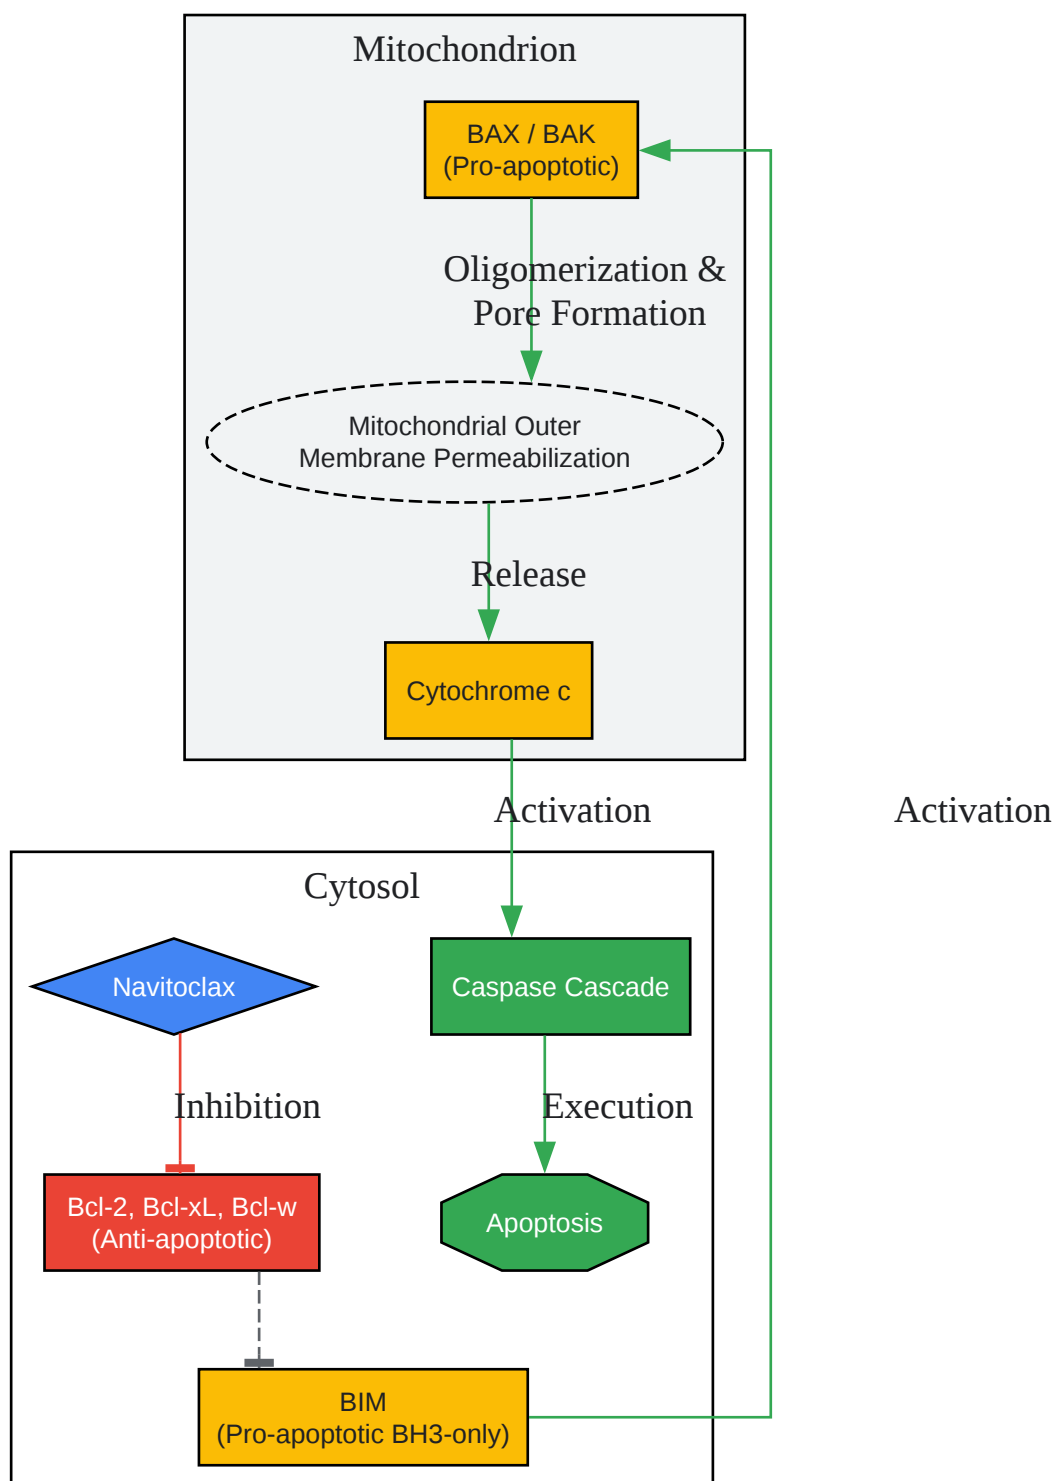 Mitochondrion
BAX / BAK
(Pro-apoptotic)
Oligomerization &
Pore Formation
Mitochondrial Outer
Membrane Permeabilization
Release
Cytochrome c
Activation
Activation
Cytosol
Navitoclax
Caspase Cascade
Inhibition
Execution
Bcl-2, Bcl-xL, Bcl-w
(Anti-apoptotic)
Apoptosis
BIM
(Pro-apoptotic BH3-only)